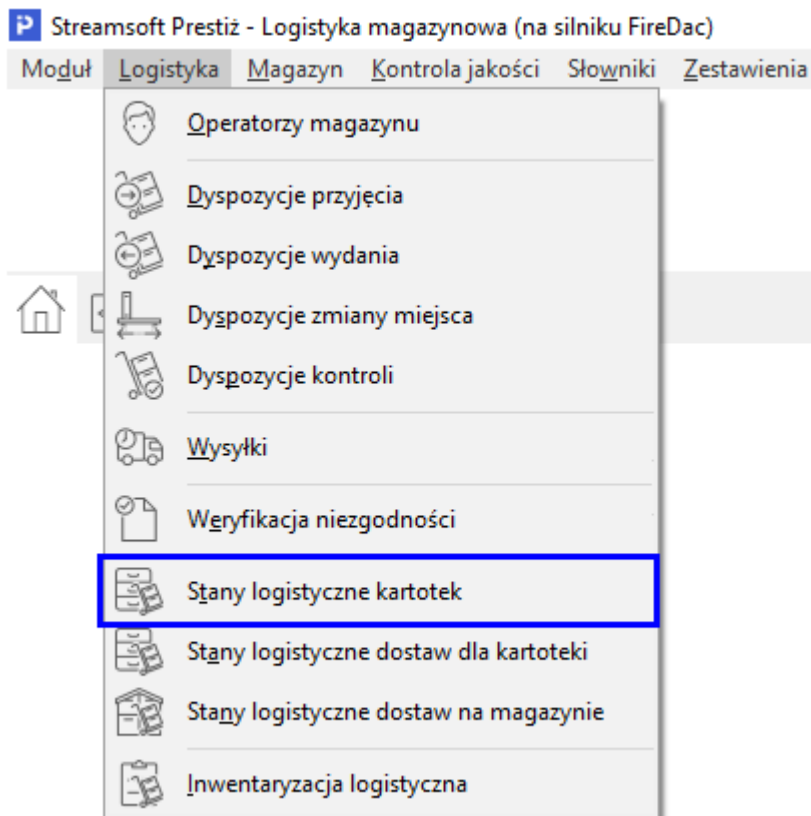 Streamsoft Prestiż - Logistyka magazynowa (na silniku FireDac)
Moduł Logistyka Magazyn Kontrola jakości Słowniki Zestawienia
Operatorzy magazynu
Dyspozycje przyjęcia
Dyspozycje wydania
Dyspozycje zmiany miejsca
Dyspozycje kontroli
Wysyłki
Weryfikacja niezgodności
Stany logistyczne kartotek
Stany logistyczne dostaw dla kartoteki
Stany logistyczne dostaw na magazynie
Inwentaryzacja logistyczna